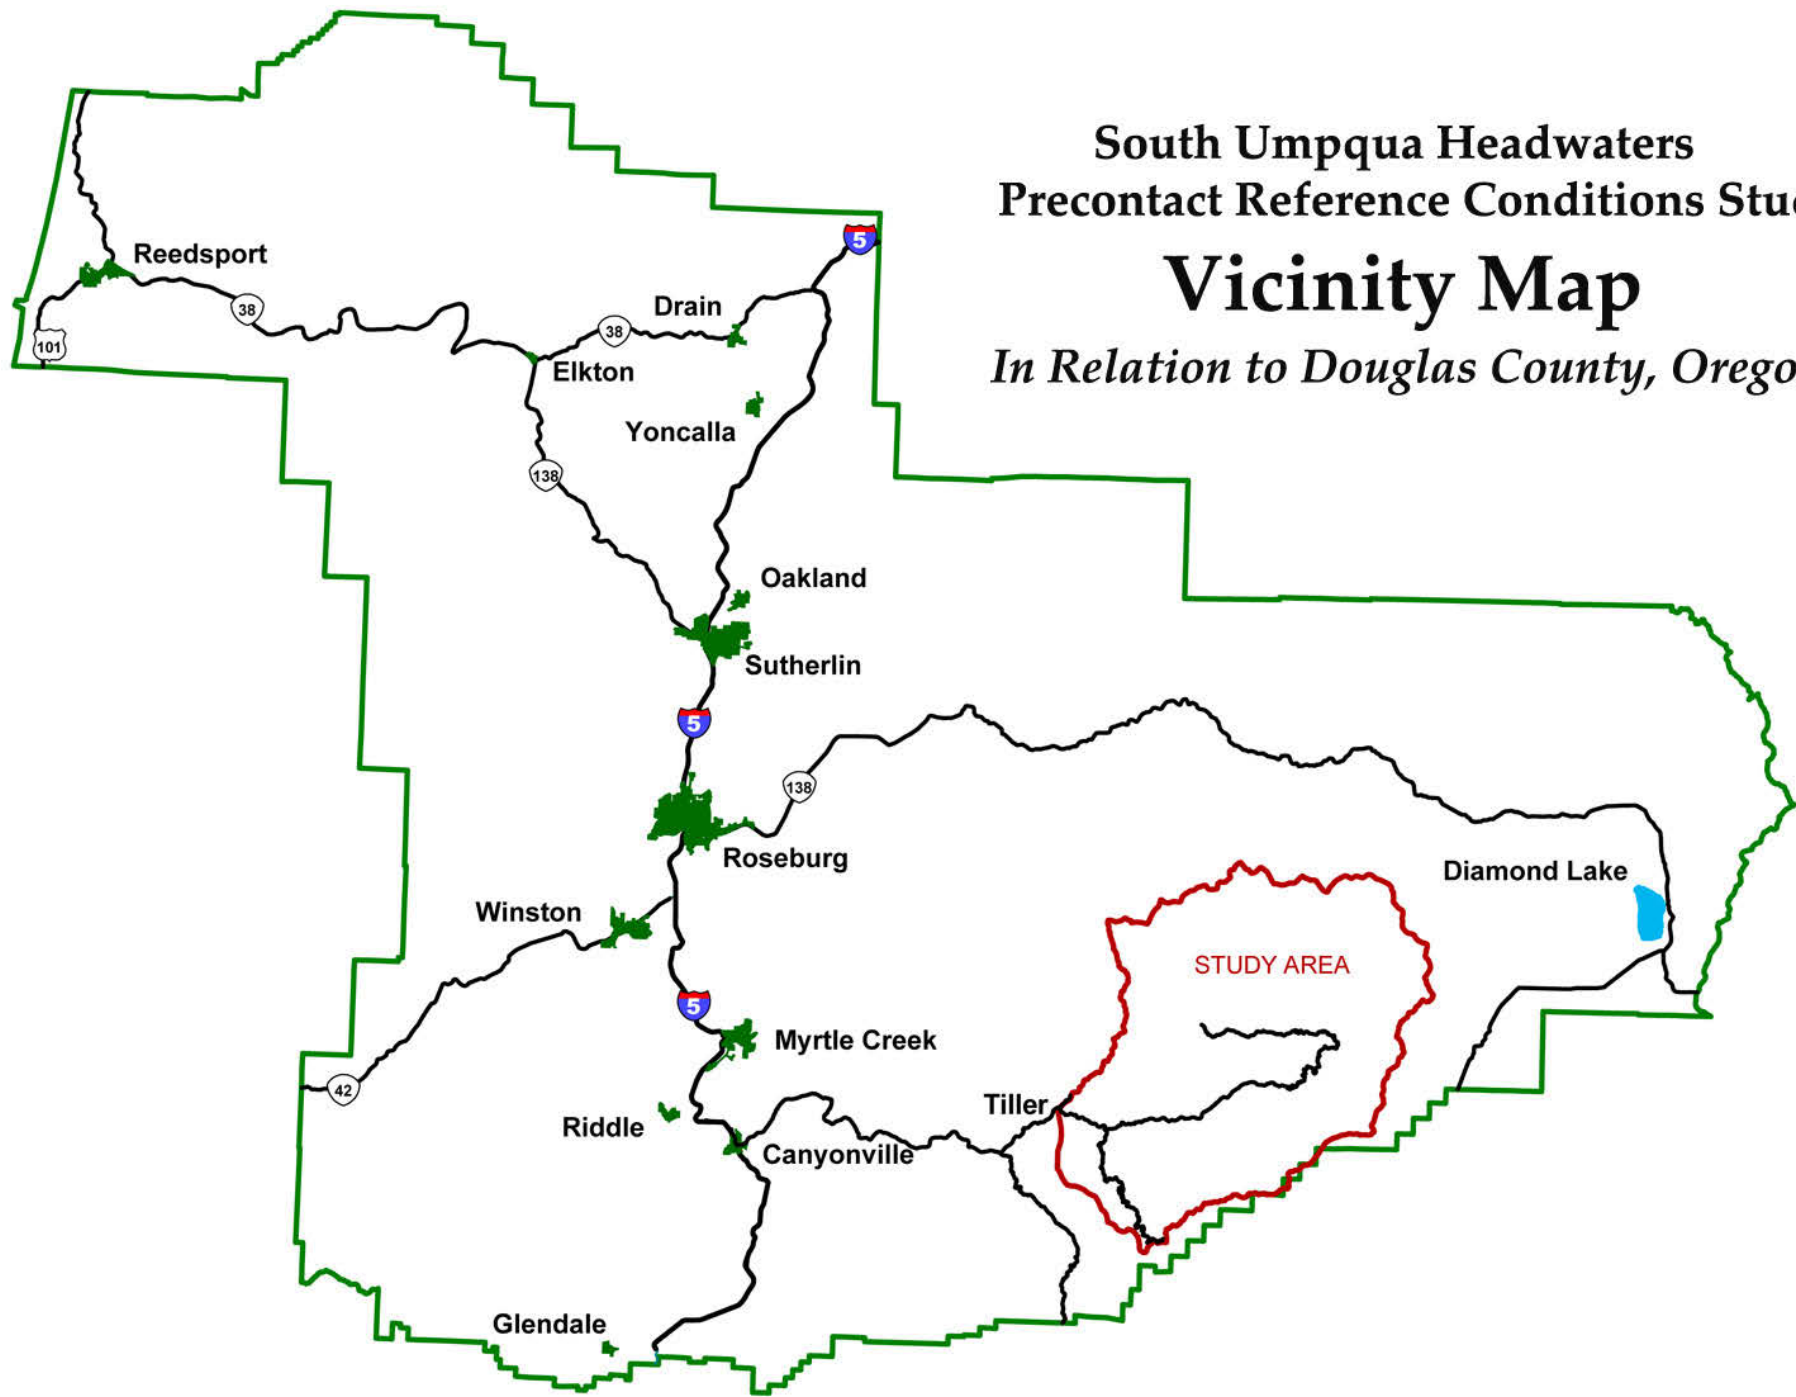 South Umpqua Headwaters
Precontact Reference Conditions Stu
Vicinity Map
In Relation to Douglas County, Orego
5
Reedsport
38
Drain
38
101
Elkton
Yoncalla
138
Oakland
Sutherlin
5
138
Roseburg
Diamond Lake
Winston
STUDY AREA
5
Myrtle Creek
42
Tiller
Riddle
Canyonville
Glendale